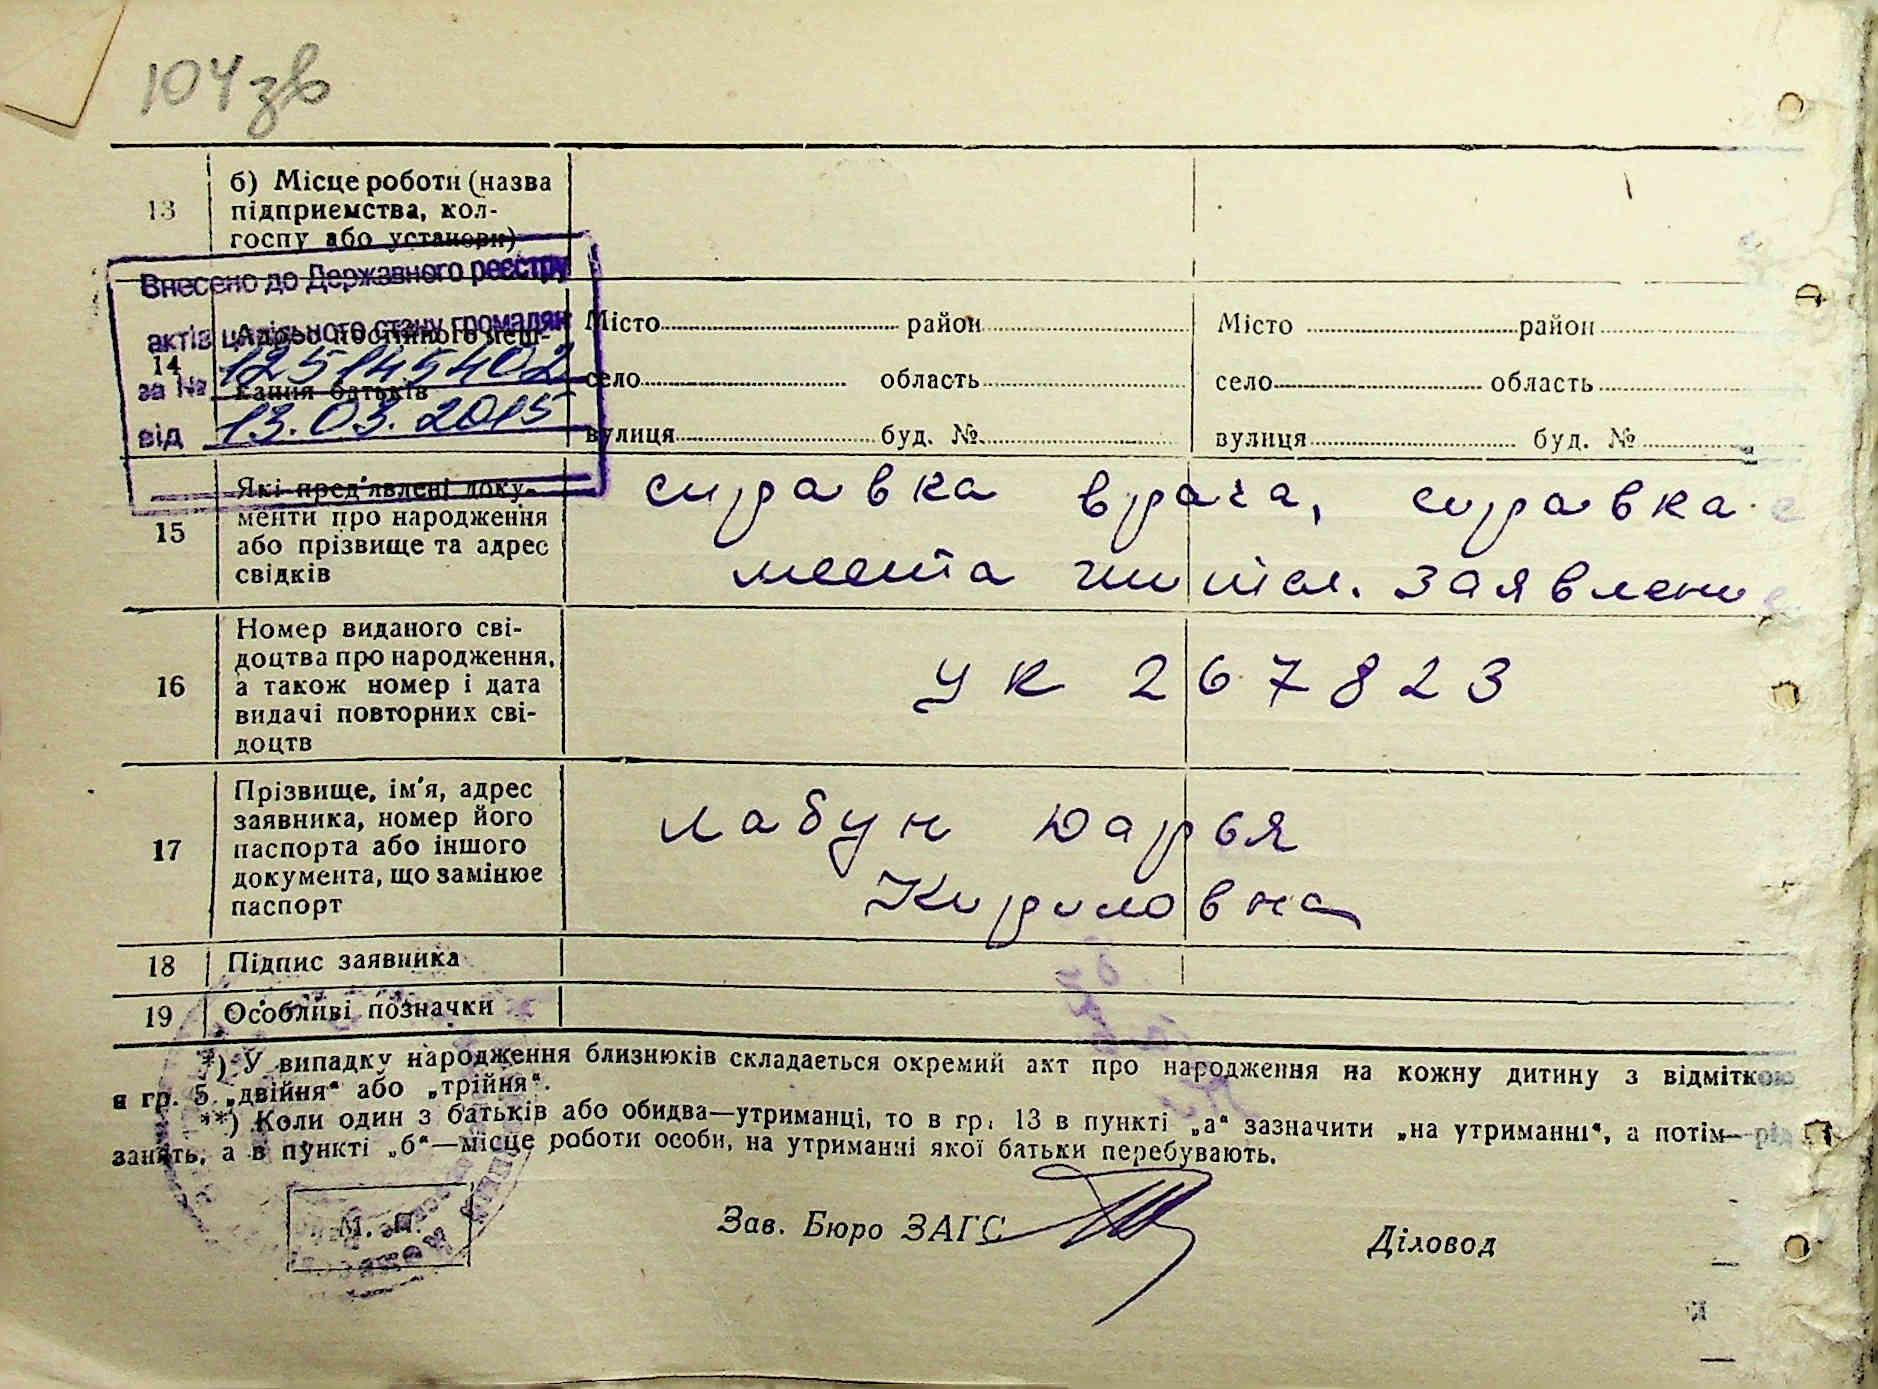 104 зв
13
б) Місце роботи (назва
підприємства, кол-
госпу або установи)
Внесено до Державного реєстру
актів цивільного стану громадян
за № 125145402
від 13.03.2015
14
Адреса постійного меш-
кання батьків
Місто район
село область
вулиця буд. №
Місто район
село область
вулиця буд. №
15
Які пред'явлені доку-
менти про народження
або прізвище та адрес
свідків
справка врача, справка с
места жител. заявление
16
Номер виданого сві-
доцтва про народження,
а також номер і дата
видачі повторних сві-
доцтв
УК 267823
17
Прізвище, ім'я, адрес
заявника, номер його
паспорта або іншого
документа, що замінює
паспорт
Лабун Дарья
Кириловна
18 Підпис заявника
19 Особливі позначки
*) У випадку народження близнюків складається окремий акт про народження на кожну дитину з відміткою
в гр. 5 „двійня“ або „трійня“.
**) Коли один з батьків або обидва—утриманці, то в гр. 13 в пункті „а“ зазначити „на утриманні“, а потім—рід
занять, а в пункті „б“—місце роботи особи, на утриманні якої батьки перебувають.
М. П.
Зав. Бюро ЗАГС
Діловод